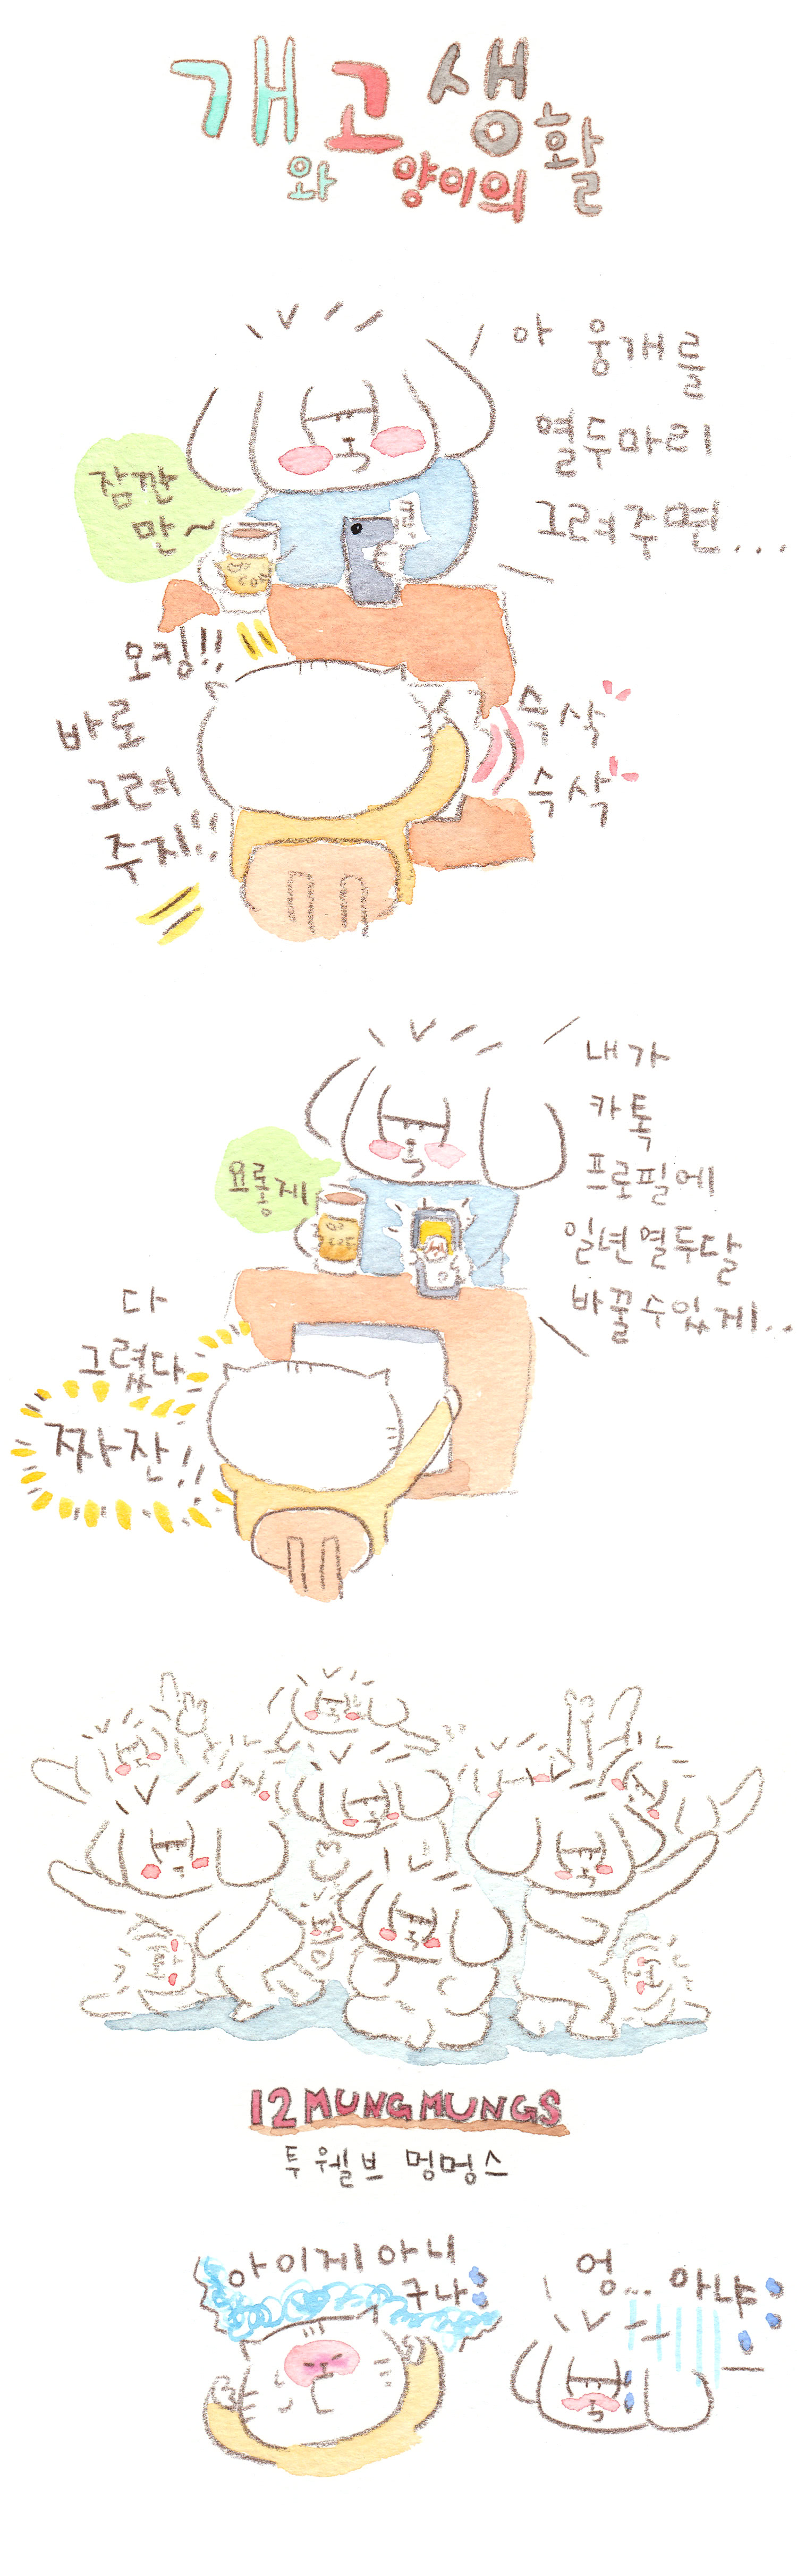 개와 고양이의 생활
아 웅개를
열두마리
그려주면...
잠깐
만~
콕
오킹!!
바로
그려
주지!!
슥삭
슥삭
내가
카톡
프로필에
일년열두달
바꿀수있게..
요롱게
다
그렸다
짜잔!!
12 MUNGMUNGS
투웰브 멍멍스
아이게아니
구나
엉... 아냐